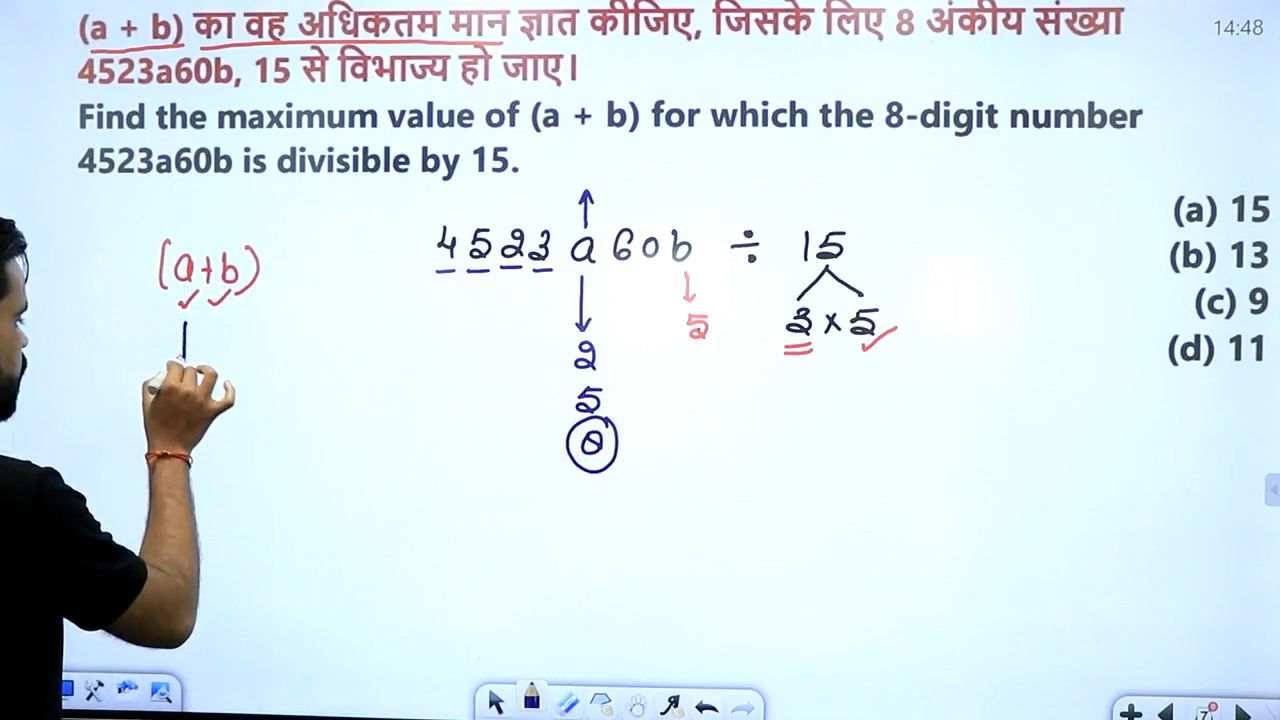 (a + b) का वह अधिकतम मान ज्ञात कीजिए, जिसके लिए 8 अंकीय संख्या
14:48
4523a60b, 15 से विभाज्य हो जाए।
Find the maximum value of (a + b) for which the 8-digit number
4523a60b is divisible by 15.
(a) 15
(b) 13
(c) 9
(d) 11
4523a60b ÷ 15
(a+b)
5
3 × 5
2
5